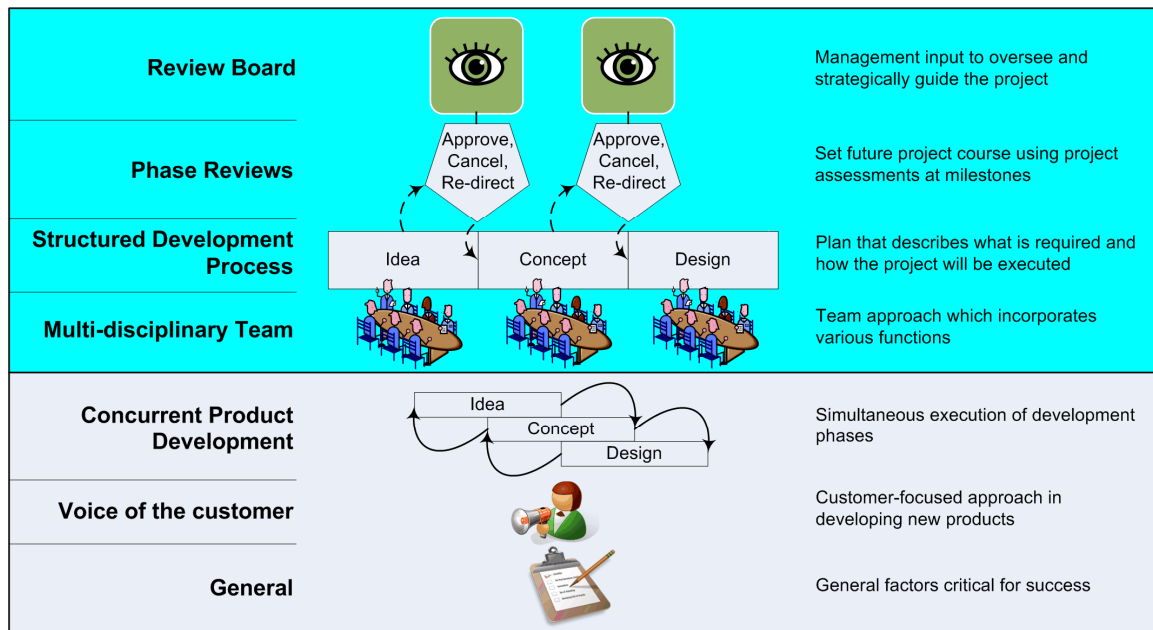 Review Board
Management input to oversee and
strategically guide the project
Phase Reviews
Approve,
Cancel,
Re-direct
Approve,
Cancel,
Re-direct
Set future project course using project
assessments at milestones
Structured Development
Process
Idea
Concept
Design
Plan that describes what is required and
how the project will be executed
Multi-disciplinary Team
Team approach which incorporates
various functions
Concurrent Product
Development
Idea
Concept
Design
Simultaneous execution of development
phases
Voice of the customer
Customer-focused approach in
developing new products
General
General factors critical for success